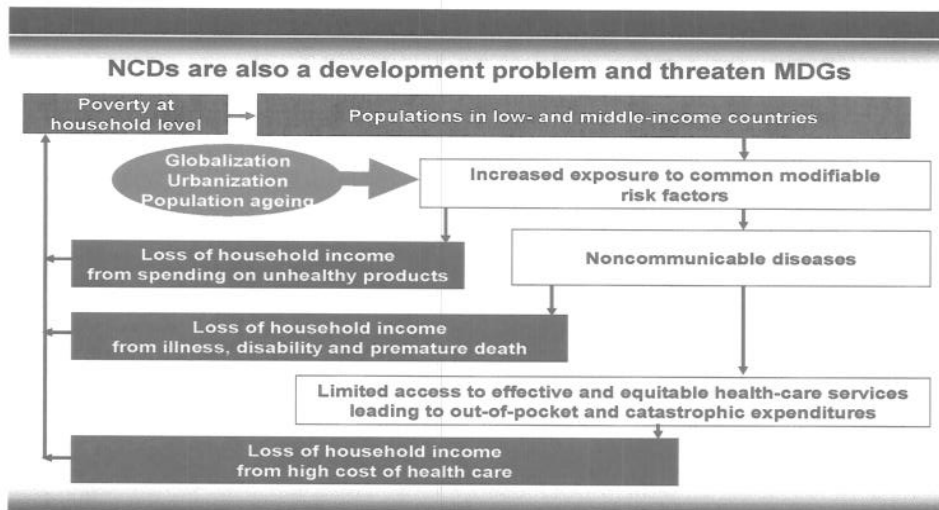 NCDs are also a development problem and threaten MDGs
Poverty at
household level
Populations in low- and middle-income countries
Globalization
Urbanization
Population ageing
Increased exposure to common modifiable
risk factors
Loss of household income
from spending on unhealthy products
Noncommunicable diseases
Loss of household income
from illness, disability and premature death
Limited access to effective and equitable health-care services
leading to out-of-pocket and catastrophic expenditures
Loss of household income
from high cost of health care